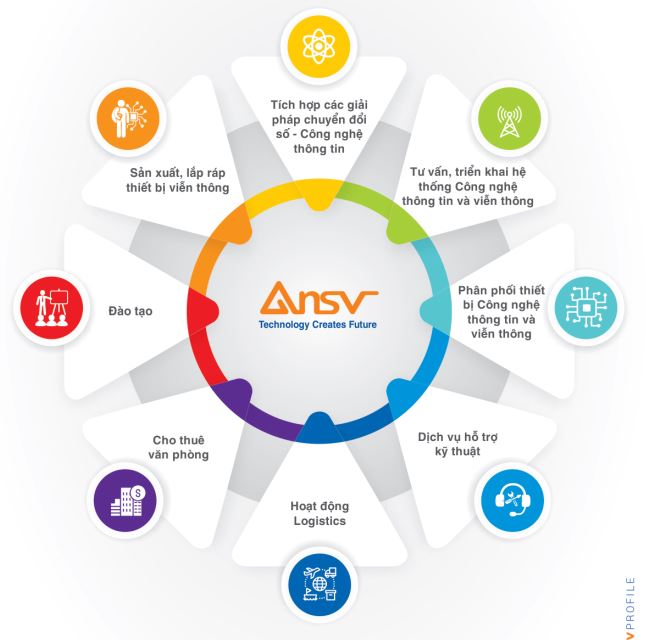 Tích hợp các giải
pháp chuyển đổi
số - Công nghệ
thông tin
Tư vấn, triển khai hệ
thống Công nghệ
thông tin và viễn thông
Phân phối thiết
bị Công nghệ
thông tin và
viễn thông
Dịch vụ hỗ trợ
kỹ thuật
Hoạt động
Logistics
Cho thuê
văn phòng
Đào tạo
Sản xuất, lắp ráp
thiết bị viễn thông
Ansv
Technology Creates Future
$
V PROFILE